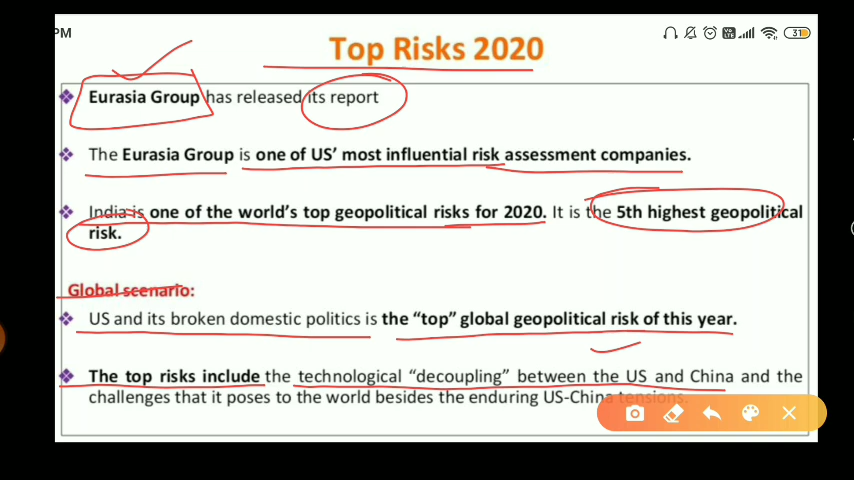 PM
31
Top Risks 2020
Eurasia Group has released its report
The Eurasia Group is one of US’ most influential risk assessment companies.
India is one of the world’s top geopolitical risks for 2020. It is the 5th highest geopolitical
risk.
Global scenario:
US and its broken domestic politics is the “top” global geopolitical risk of this year.
The top risks include the technological “decoupling” between the US and China and the
challenges that it poses to the world besides the enduring US-China tensions.